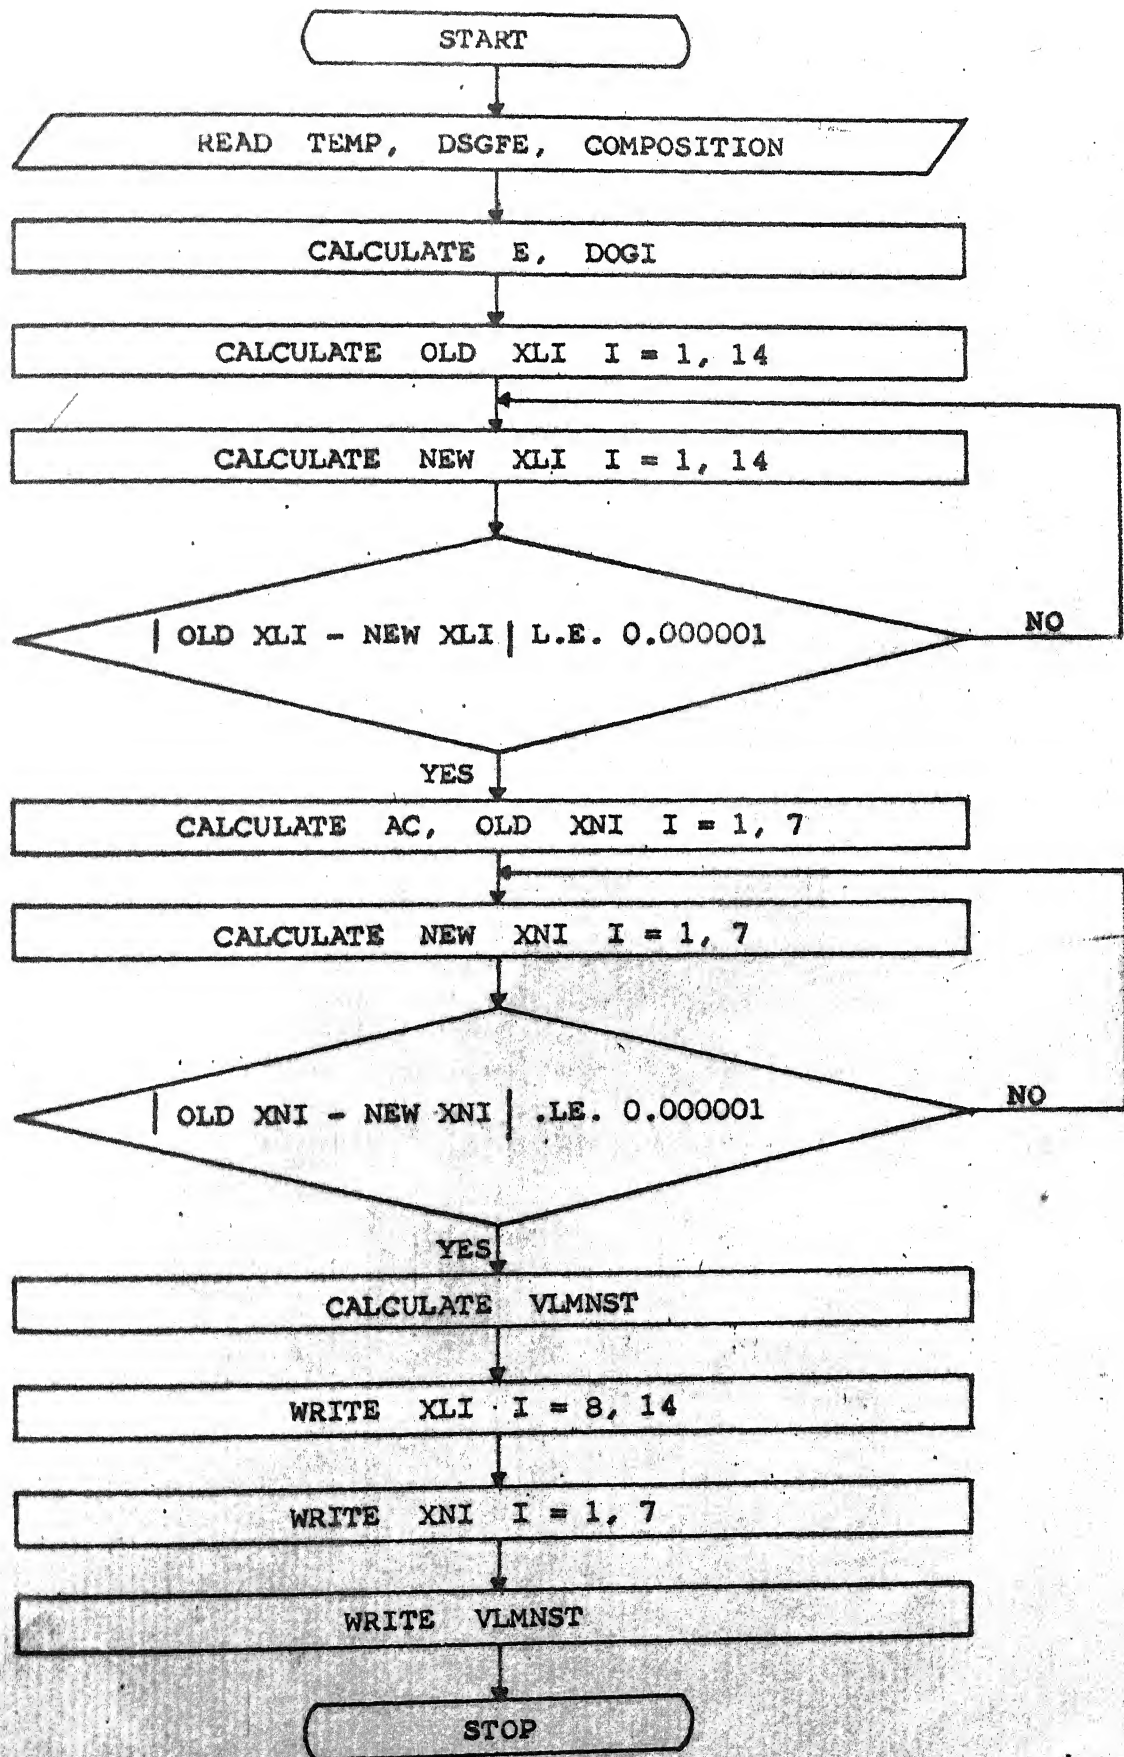 START
READ TEMP, DSGFE, COMPOSITION
CALCULATE E, DOGI
CALCULATE OLD XLI I = 1, 14
CALCULATE NEW XLI I = 1, 14
| OLD XLI - NEW XLI | L.E. 0.000001
NO
YES
CALCULATE AC, OLD XNI I = 1, 7
CALCULATE NEW XNI I = 1, 7
| OLD XNI - NEW XNI | .LE. 0.000001
NO
YES
CALCULATE VLMNST
WRITE XLI I = 8, 14
WRITE XNI I = 1, 7
WRITE VLMNST
STOP